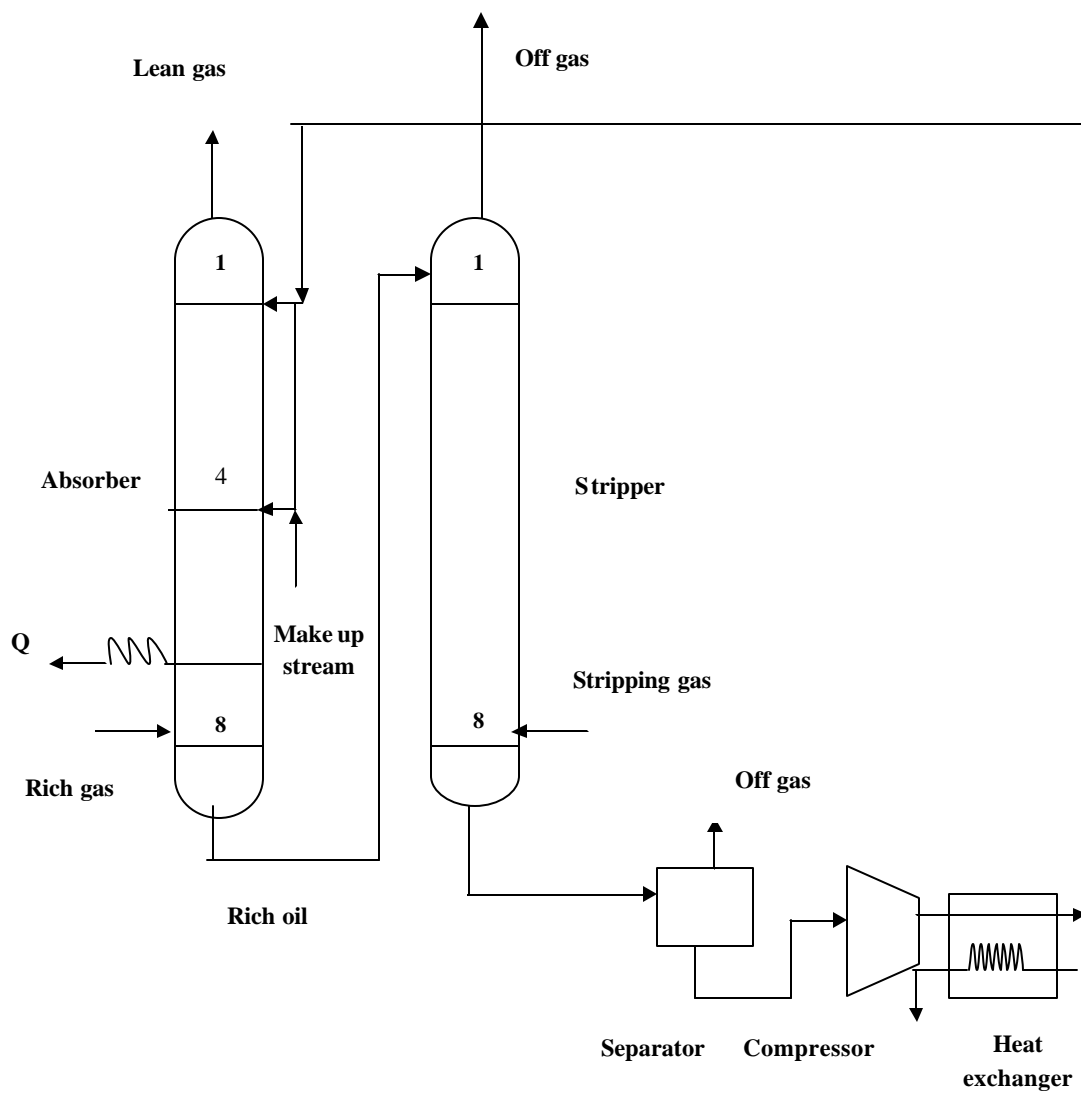 Off gas
Lean gas
1
1
4
Absorber
Stripper
Q
Make up
stream
Stripping gas
8
8
Rich gas
Off gas
Rich oil
Separator
Compressor
Heat
exchanger